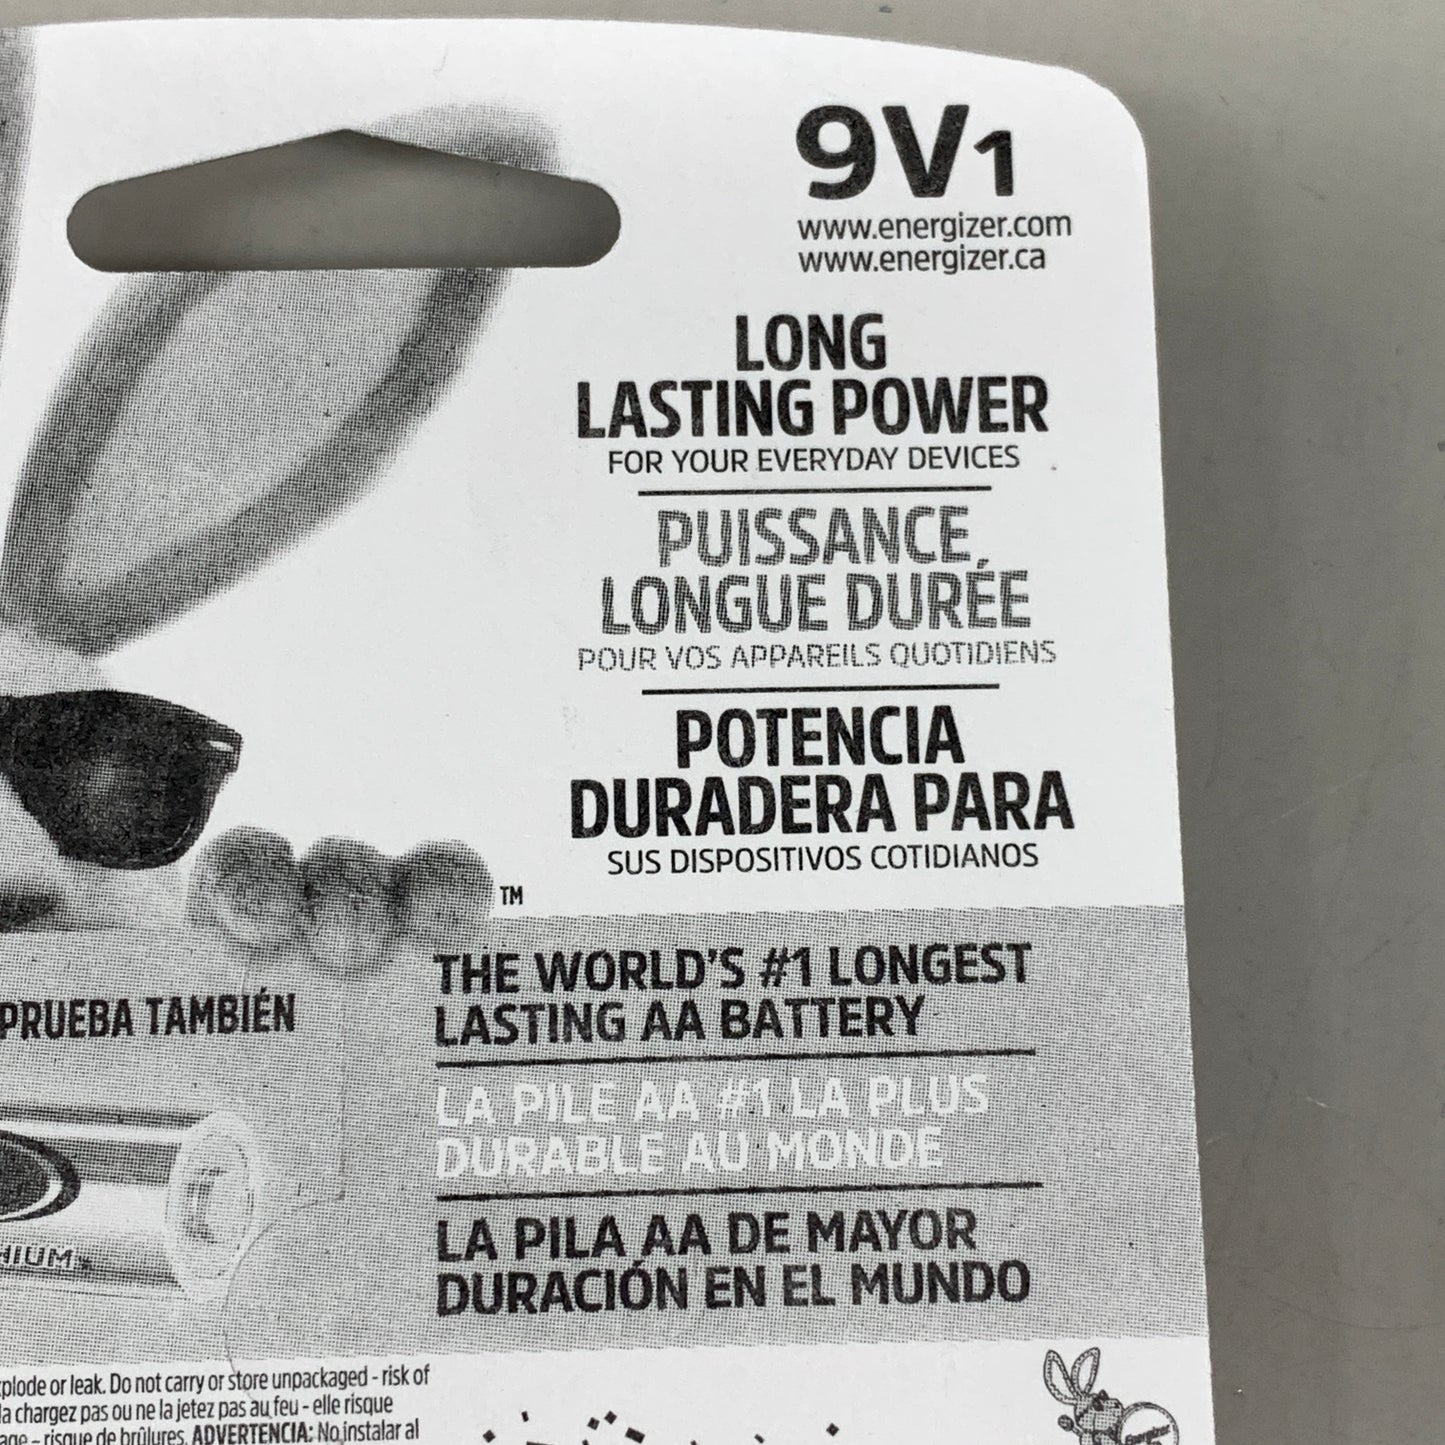 9V1
www.energizer.com
www.energizer.ca
LONG
LASTING POWER
FOR YOUR EVERYDAY DEVICES
PUISSANCE
LONGUE DURÉE
POUR VOS APPAREILS QUOTIDIENS
POTENCIA
DURADERA PARA
SUS DISPOSITIVOS COTIDIANOS
TM
PRUEBA TAMBIÉN
THE WORLD'S #1 LONGEST
LASTING AA BATTERY
LA PILE AA #1 LA PLUS
DURABLE AU MONDE
LA PILA AA DE MAYOR
DURACIÓN EN EL MUNDO
or leak. Do not carry or store unpackaged - risk of
chargez pas ou ne la jetez pas au feu - elle risque
- risque de brûlures. ADVERTENCIA: No instalar al
Energizer